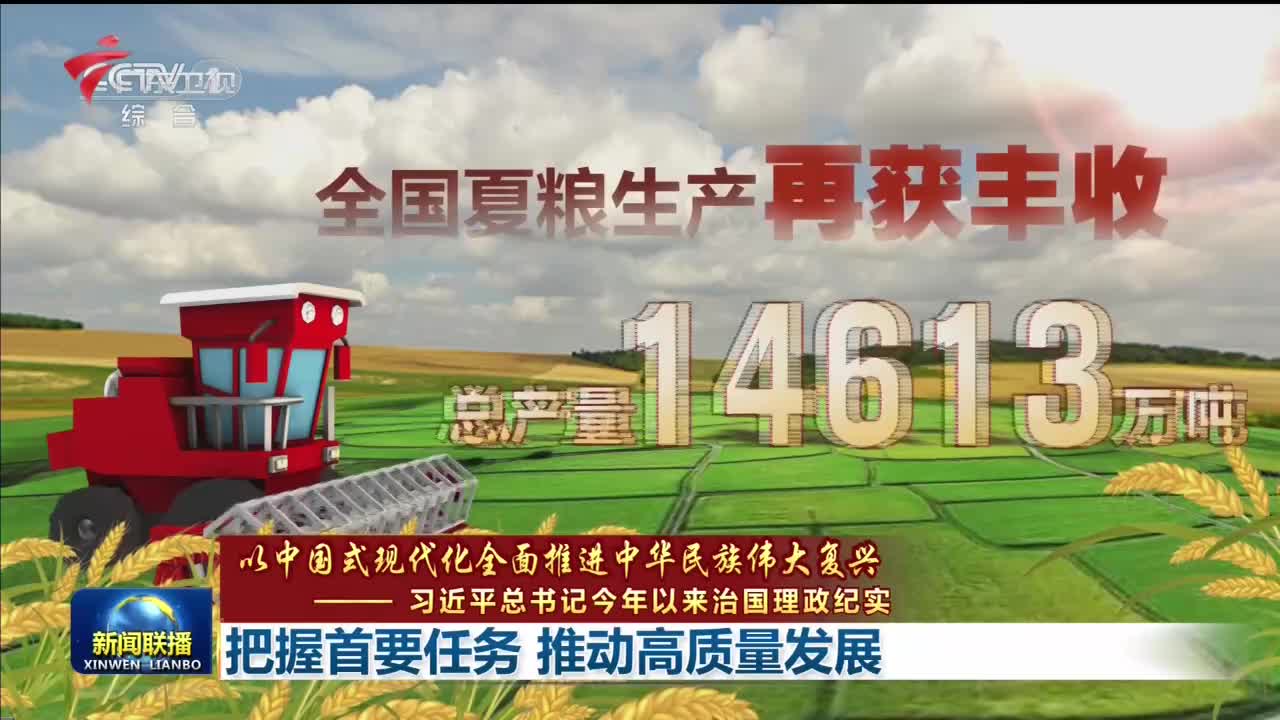 CCTV 1
广东卫视
综合
全国夏粮生产再获丰收
总产量14613万吨
以中国式现代化全面推进中华民族伟大复兴
—— 习近平总书记今年以来治国理政纪实
新闻联播
XINWEN LIANBO
把握首要任务 推动高质量发展